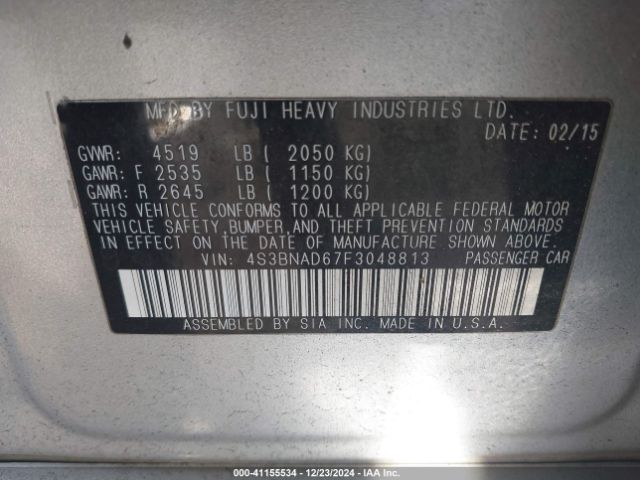 MFD BY FUJI HEAVY INDUSTRIES LTD.
DATE: 02/15
GVWR: 4519 LB ( 2050 KG)
GAWR: F 2535 LB ( 1150 KG)
GAWR: R 2645 LB ( 1200 KG)
THIS VEHICLE CONFORMS TO ALL APPLICABLE FEDERAL MOTOR
VEHICLE SAFETY, BUMPER, AND THEFT PREVENTION STANDARDS
IN EFFECT ON THE DATE OF MANUFACTURE SHOWN ABOVE.
VIN: 4S3BNAD67F3048813 PASSENGER CAR
ASSEMBLED BY SIA INC. MADE IN U.S.A.
000-41155534 - 12/23/2024 - IAA Inc.